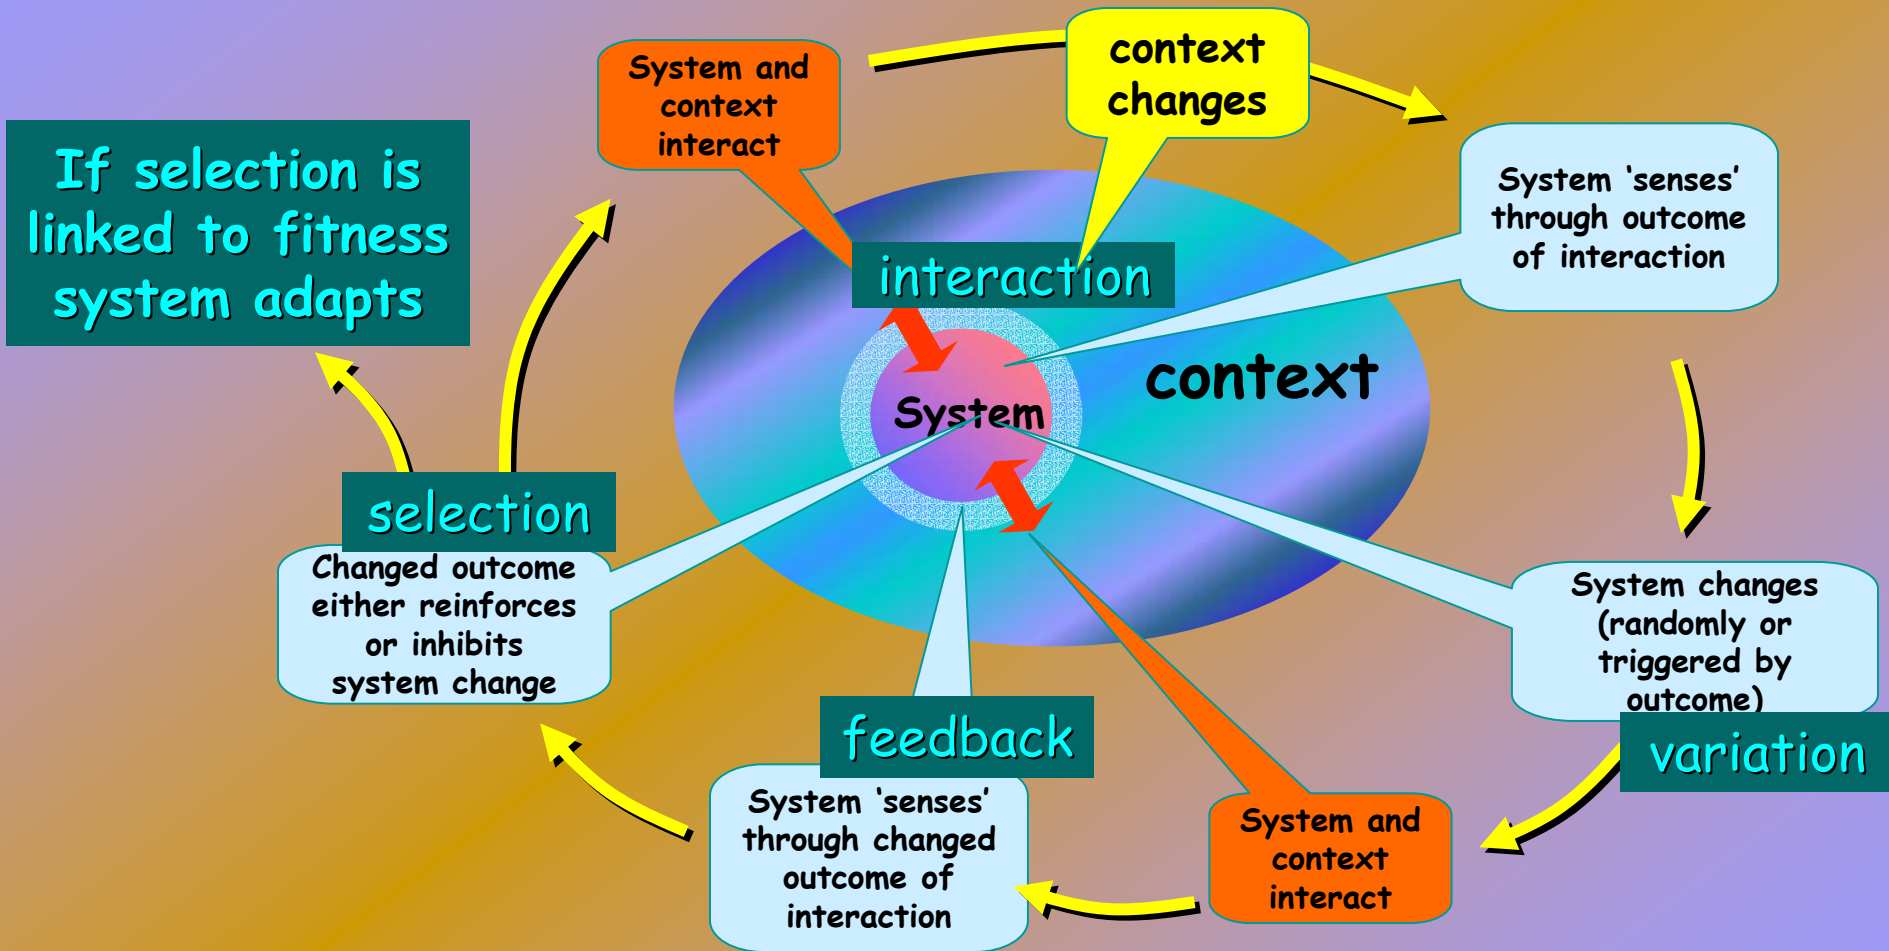 System and
context
interact
context
changes
If selection is
linked to fitness
system adapts
System ‘senses’
through outcome
of interaction
interaction
context
System
selection
Changed outcome
either reinforces
or inhibits
system change
System changes
(randomly or
triggered by
outcome)
variation
feedback
System ‘senses’
through changed
outcome of
interaction
System and
context
interact